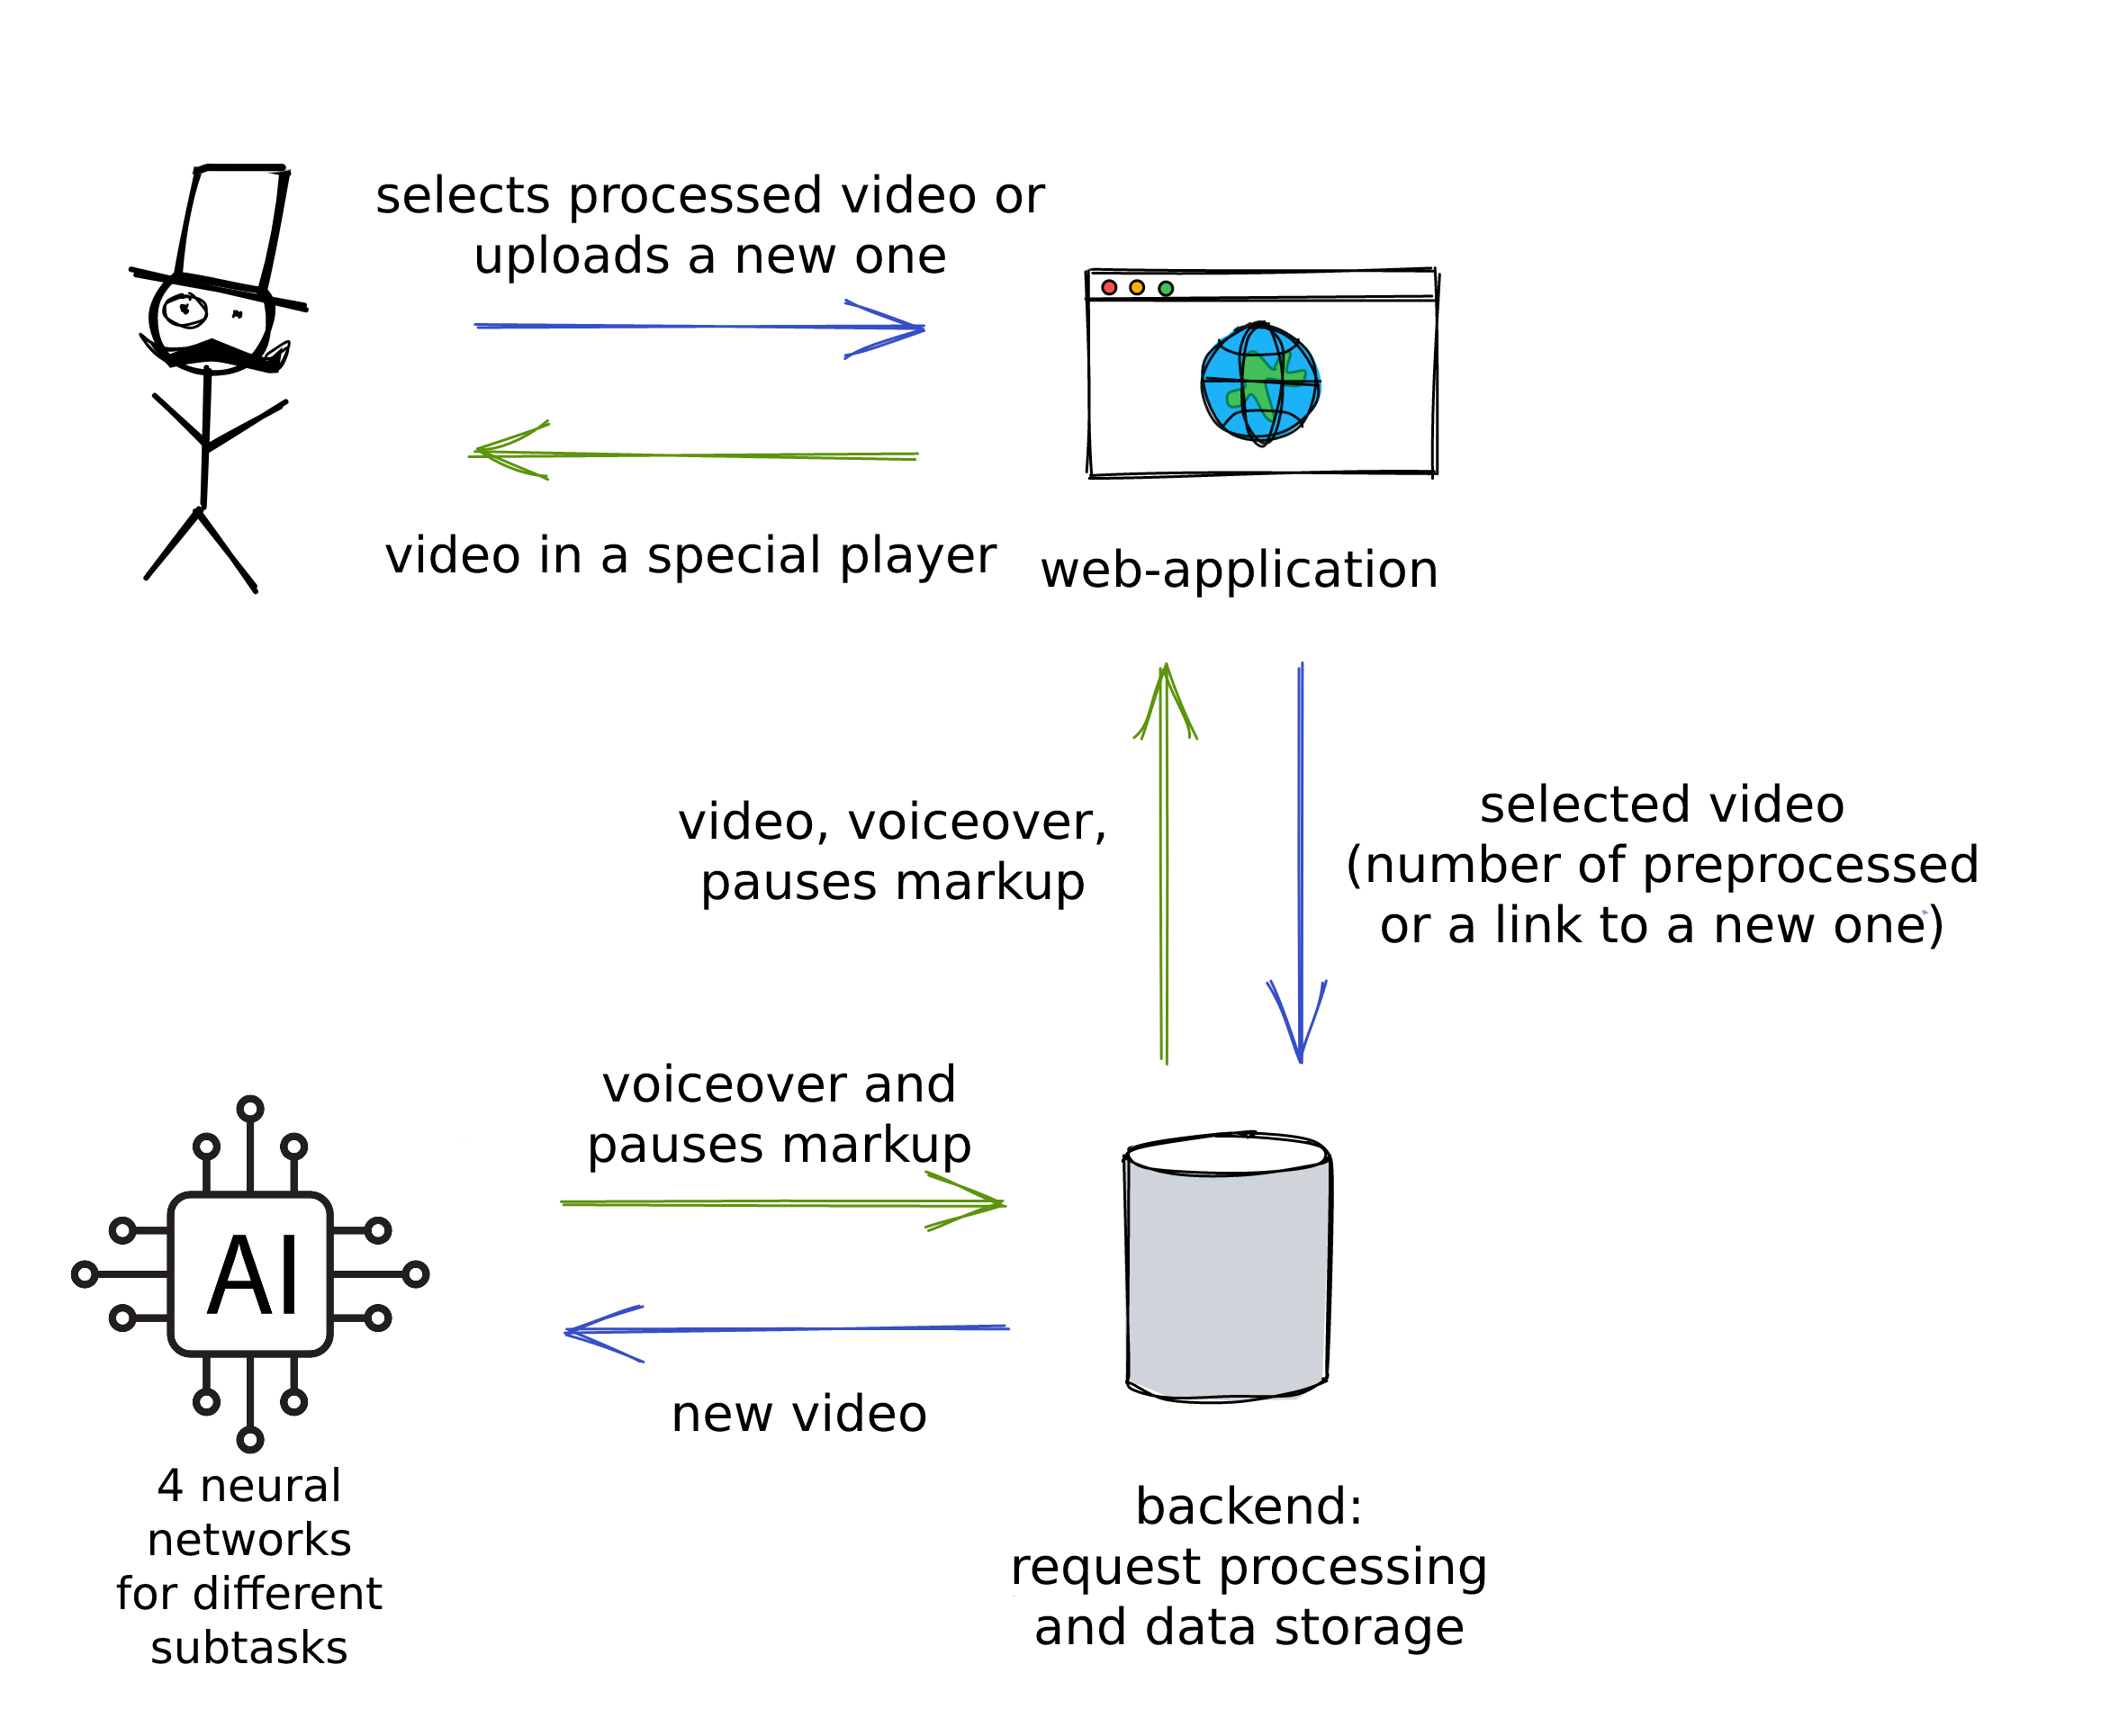 selects processed video or
uploads a new one
video in a special player
web-application
video, voiceover,
pauses markup
selected video
(number of preprocessed
or a link to a new one)
voiceover and
pauses markup
AI
new video
4 neural
networks
for different
subtasks
backend:
request processing
and data storage